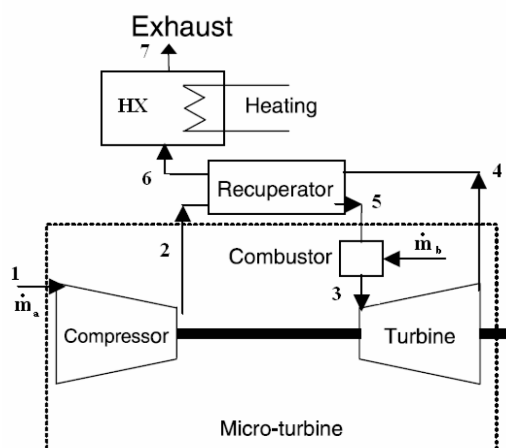 Exhaust
7
HX
Heating
6
4
Recuperator
5
2
Combustor
ṁb
1
3
ṁa
Compressor
Turbine
Micro-turbine